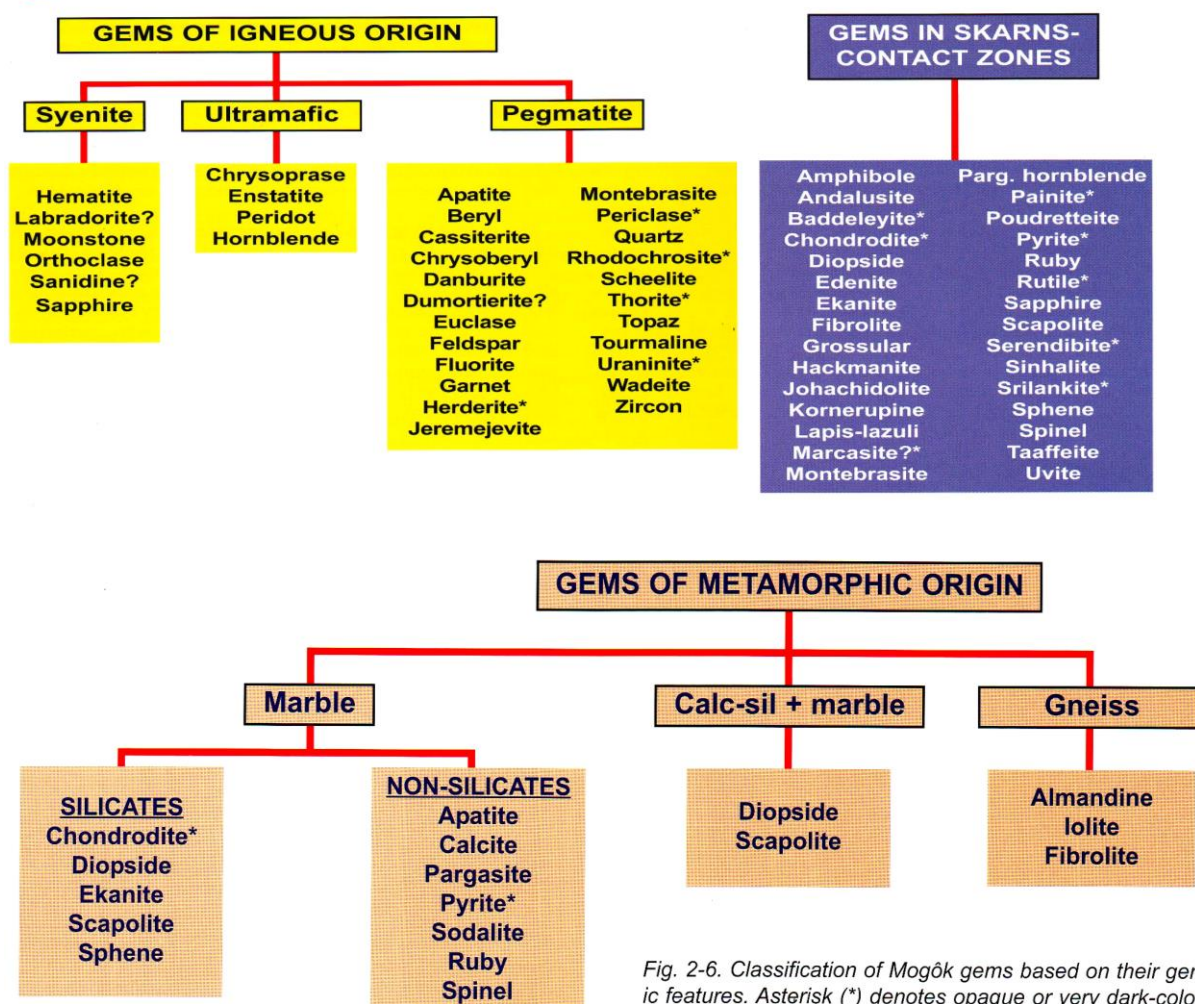 GEMS OF IGNEOUS ORIGIN
Syenite
Hematite
Labradorite?
Moonstone
Orthoclase
Sanidine?
Sapphire
Ultramafic
Chrysoprase
Enstatite
Peridot
Hornblende
Pegmatite
Apatite
Beryl
Cassiterite
Chrysoberyl
Danburite
Dumortierite?
Euclase
Feldspar
Fluorite
Garnet
Herderite*
Jeremejevite
Montebrasite
Periclase*
Quartz
Rhodochrosite*
Scheelite
Thorite*
Topaz
Tourmaline
Uraninite*
Wadeite
Zircon
GEMS IN SKARNS-
CONTACT ZONES
Amphibole
Andalusite
Baddeleyite*
Chondrodite*
Diopside
Edenite
Ekanite
Fibrolite
Grossular
Hackmanite
Johachidolite
Kornerupine
Lapis-lazuli
Marcasite?*
Montebrasite
Parg. hornblende
Painite*
Poudretteite
Pyrite*
Ruby
Rutile*
Sapphire
Scapolite
Serendibite*
Sinhalite
Srilankite*
Sphene
Spinel
Taaffeite
Uvite
GEMS OF METAMORPHIC ORIGIN
Marble
SILICATES
Chondrodite*
Diopside
Ekanite
Scapolite
Sphene
NON-SILICATES
Apatite
Calcite
Pargasite
Pyrite*
Sodalite
Ruby
Spinel
Calc-sil + marble
Diopside
Scapolite
Gneiss
Almandine
Iolite
Fibrolite
Fig. 2-6. Classification of Mogôk gems based on their gen
ic features. Asterisk (*) denotes opaque or very dark-colo